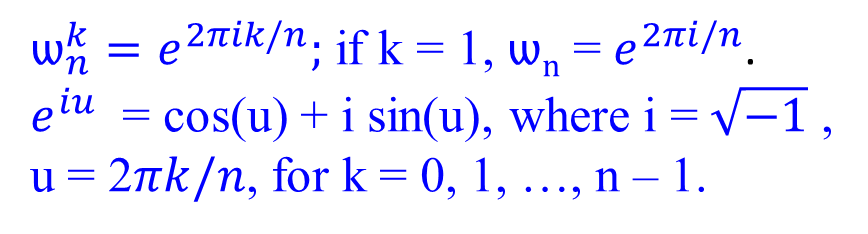 ω_n^k = e^{2πik/n}; if k = 1, ω_n = e^{2πi/n}.
e^{iu} = cos(u) + i sin(u), where i = √−1 ,
u = 2πk/n, for k = 0, 1, …, n – 1.